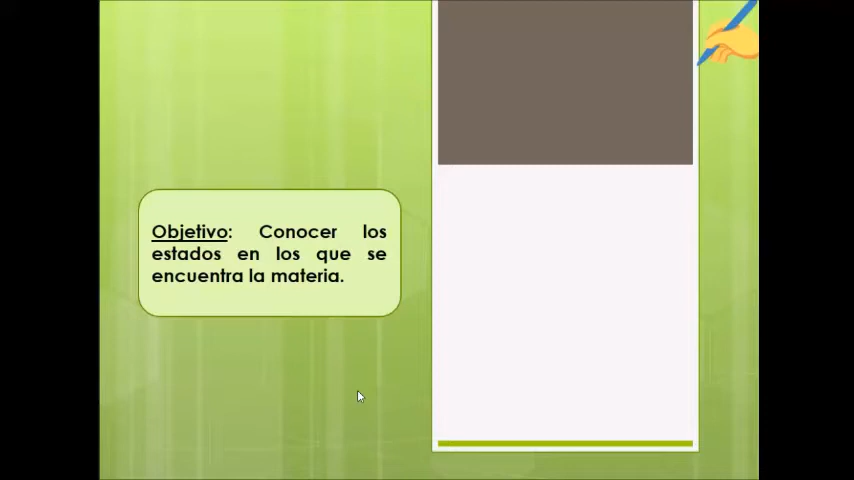 Objetivo: Conocer los
estados en los que se
encuentra la materia.